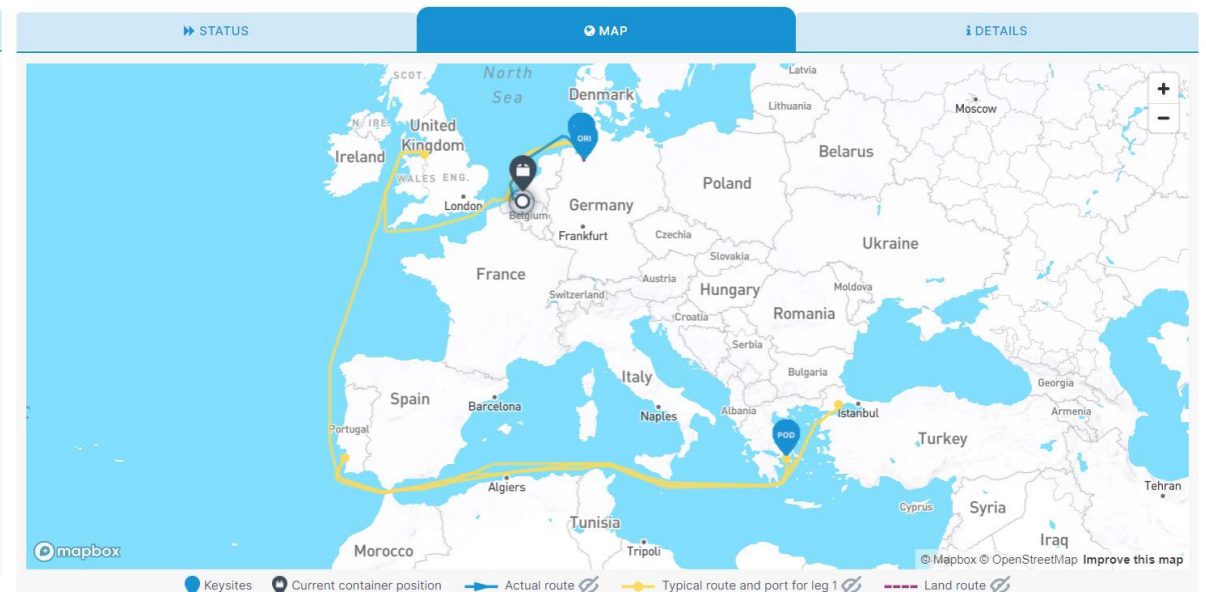 STATUS
MAP
DETAILS
SCOT.
North
Sea
Denmark
Latvia
Lithuania
Moscow
N. IRE.
United
Kingdom
Ireland
ORI
Belarus
WALES ENG.
London
Poland
Belgium
Germany
Frankfurt
Czechia
Ukraine
Slovakia
France
Austria
Hungary
Moldova
Switzerland
Romania
Croatia
Serbia
Italy
Bulgaria
Georgia
Spain
Barcelona
Naples
Albania
Istanbul
Armenia
Portugal
POD
Turkey
Algiers
Tehran
Cyprus
Syria
Tunisia
Iraq
Morocco
Tripoli
mapbox
© Mapbox © OpenStreetMap Improve this map
Keysites Current container position Actual route Typical route and port for leg 1 Land route